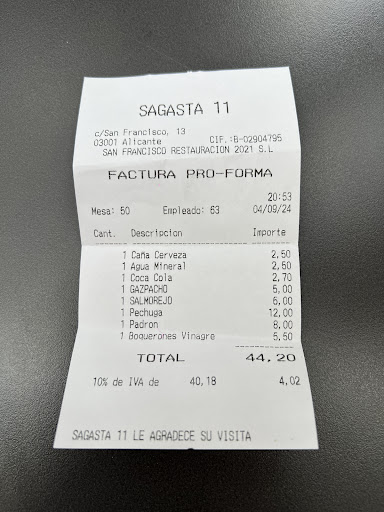 SAGASTA 11
c/San Francisco, 13
03001 Alicante CIF.:B-02904795
SAN FRANCISCO RESTAURACION 2021 S.L
FACTURA PRO-FORMA
20:53
Mesa: 50 Empleado: 63 04/09/24
Cant. Descripcion Importe
1 Caña Cerveza 2,50
1 Agua Mineral 2,50
1 Coca Cola 2,70
1 GAZPACHO 5,00
1 SALMOREJO 6,00
1 Pechuga 12,00
1 Padron 8,00
1 Boquerones Vinagre 5,50
TOTAL 44,20
10% de IVA de 40,18 4,02
SAGASTA 11 LE AGRADECE SU VISITA